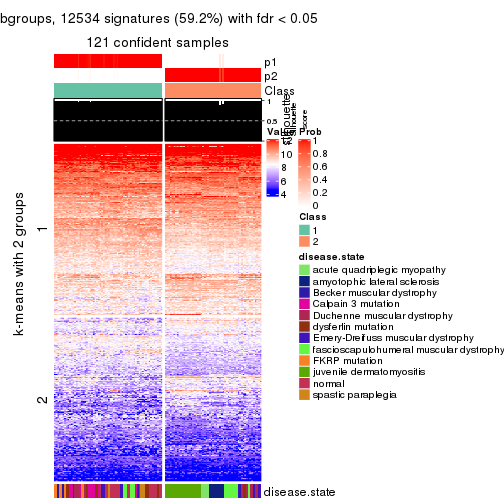 bgroups, 12534 signatures (59.2%) with fdr < 0.05
121 confident samples
p1
p2
Class
1
0.5
silhouette
score
k-means with 2 groups
1
2
Prob
10
8
6
4
1
0.8
0.6
0.4
0.2
0
Class
1
2
disease.state
acute quadriplegic myopathy
amyotophic lateral sclerosis
Becker muscular dystrophy
Calpain 3 mutation
Duchenne muscular dystrophy
dysferlin mutation
Emery-Dreifuss muscular dystrophy
fascioscapulohumeral muscular dystrophy
FKRP mutation
juvenile dermatomyositis
normal
spastic paraplegia
disease.state